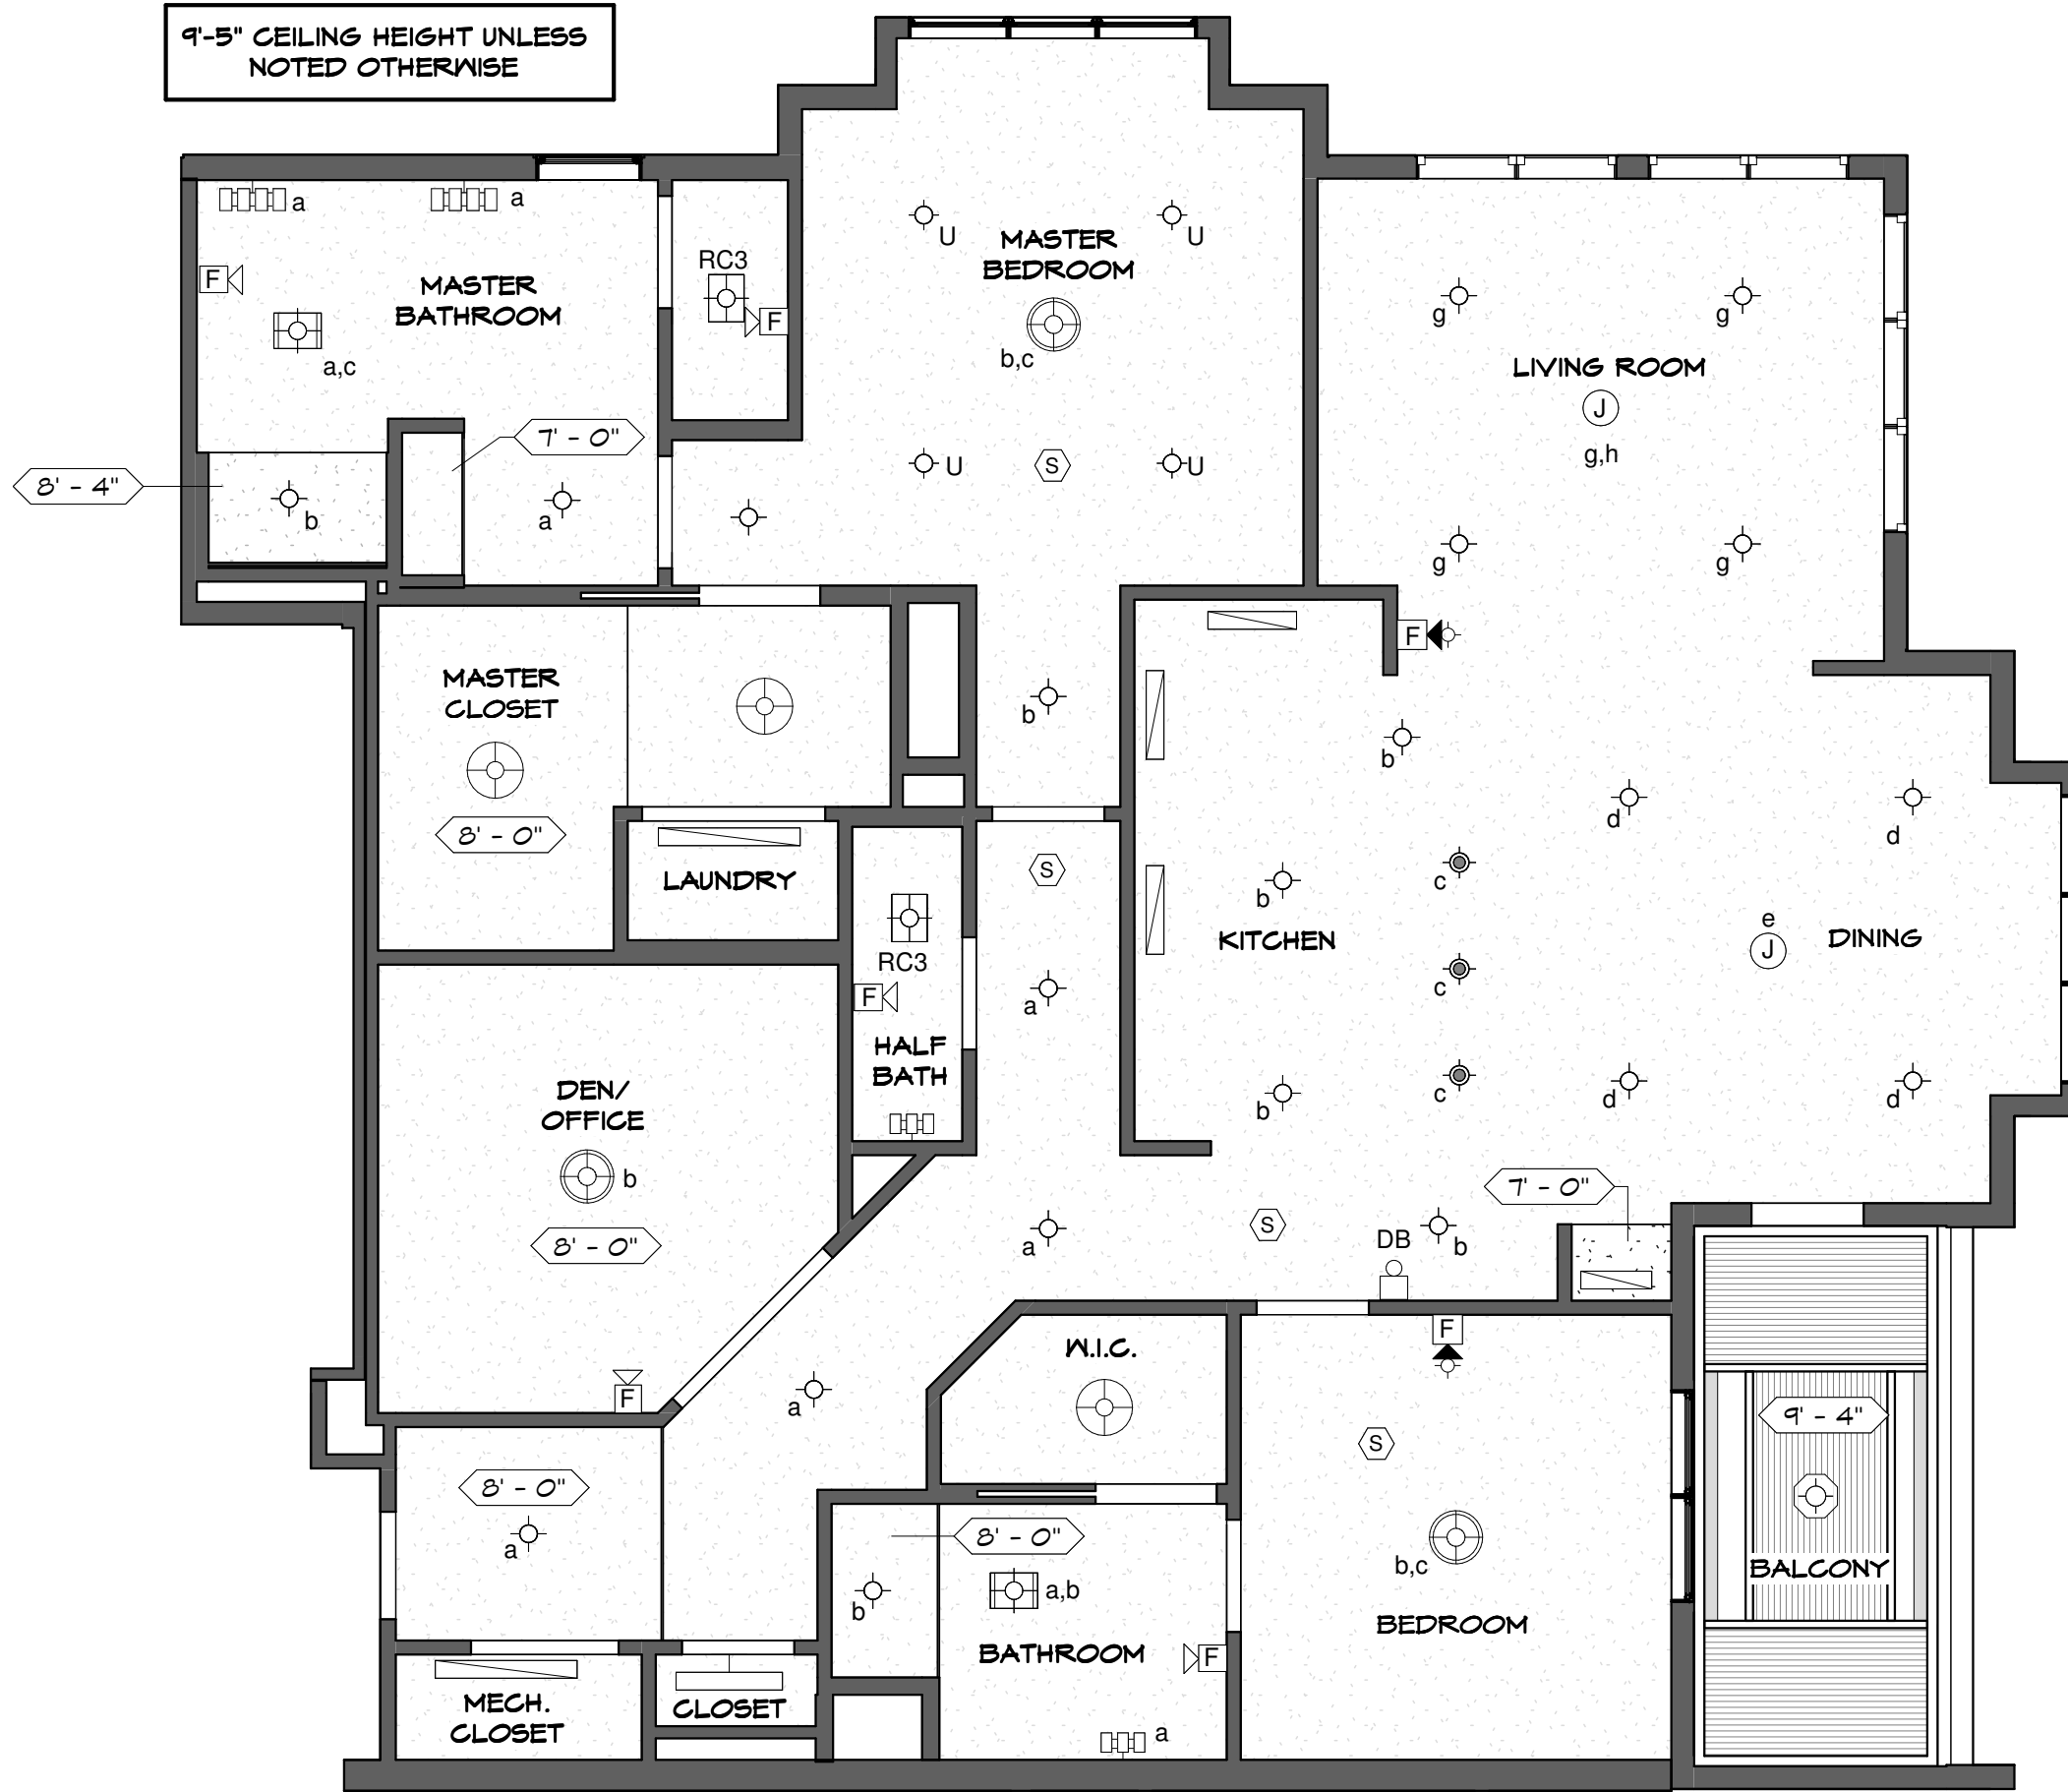 9'-5" CEILING HEIGHT UNLESS
NOTED OTHERWISE
a
a
F
MASTER
BATHROOM
a,c
RC3
F
U
U
MASTER
BEDROOM
b,c
U
U
S
g
g
LIVING ROOM
J
g,h
g
g
7' - 0"
8' - 4"
b
a
F
MASTER
CLOSET
8' - 0"
b
b
d
d
LAUNDRY
S
b
c
KITCHEN
e
J
DINING
RC3
F
a
c
HALF
BATH
b
c
d
d
DEN/
OFFICE
b
8' - 0"
7' - 0"
a
S
DB
b
F
W.I.C.
F
a
S
9' - 4"
8' - 0"
a
8' - 0"
b
a,b
b,c
BALCONY
BATHROOM
F
BEDROOM
MECH.
CLOSET
CLOSET
a